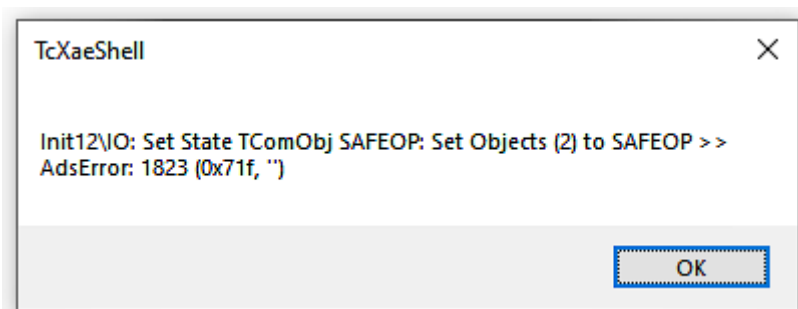 TcXaeShell
Init12\IO: Set State TComObj SAFEOP: Set Objects (2) to SAFEOP >>
AdsError: 1823 (0x71f, '')
OK